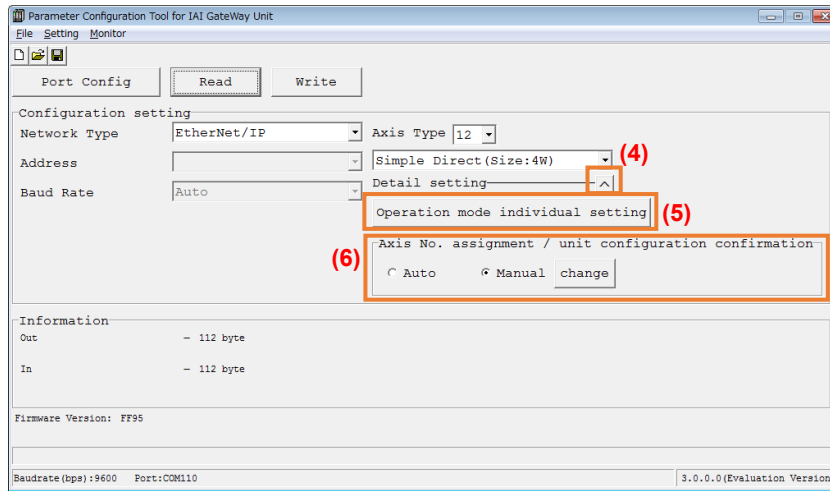 Parameter Configuration Tool for IAI GateWay Unit
File Setting Monitor
Port Config Read Write
Configuration setting
Network Type EtherNet/IP Axis Type 12
Address Simple Direct(Size:4W) (4)
Baud Rate Auto Detail setting
Operation mode individual setting (5)
(6) Axis No. assignment / unit configuration confirmation
Auto Manual change
Information
Out - 112 byte
In - 112 byte
Firmware Version: FF95
Baudrate(bps):9600 Port:COM110 3.0.0.0(Evaluation Version